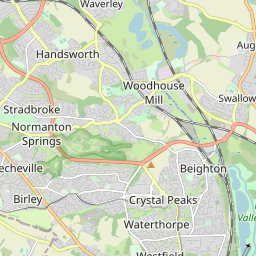 Waverley
Handsworth
Aug
Woodhouse
Mill
Swallow
Stradbroke
Normanton
Springs
echeville
Beighton
Birley
Crystal Peaks
Valle
Waterthorpe
Westfield